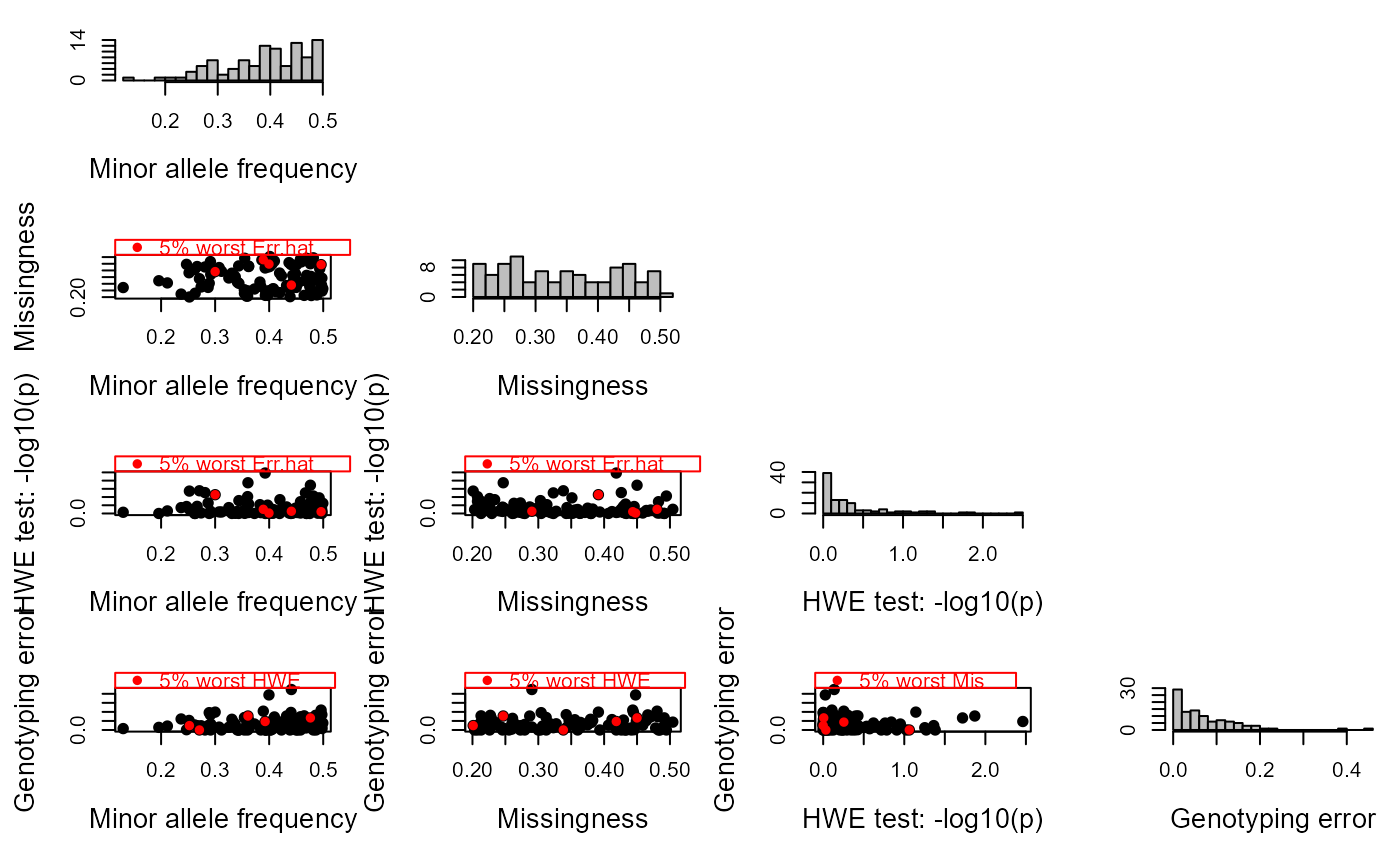 14
0
0.2 0.3 0.4 0.5
Minor allele frequency
Missingness
0.20
5% worst Err.hat
0.2 0.3 0.4 0.5
Minor allele frequency
8
0
0.20 0.30 0.40 0.50
Missingness
HWE test: -log10(p)
0.0
5% worst Err.hat
0.2 0.3 0.4 0.5
Minor allele frequency
HWE test: -log10(p)
0.0
5% worst Err.hat
0.20 0.30 0.40 0.50
Missingness
40
0
0.0 1.0 2.0
HWE test: -log10(p)
Genotyping error
0.0
5% worst HWE
0.2 0.3 0.4 0.5
Minor allele frequency
Genotyping error
0.0
5% worst HWE
0.20 0.30 0.40 0.50
Missingness
Genotyping error
0.0
5% worst Mis
0.0 1.0 2.0
HWE test: -log10(p)
30
0
0.0 0.2 0.4
Genotyping error